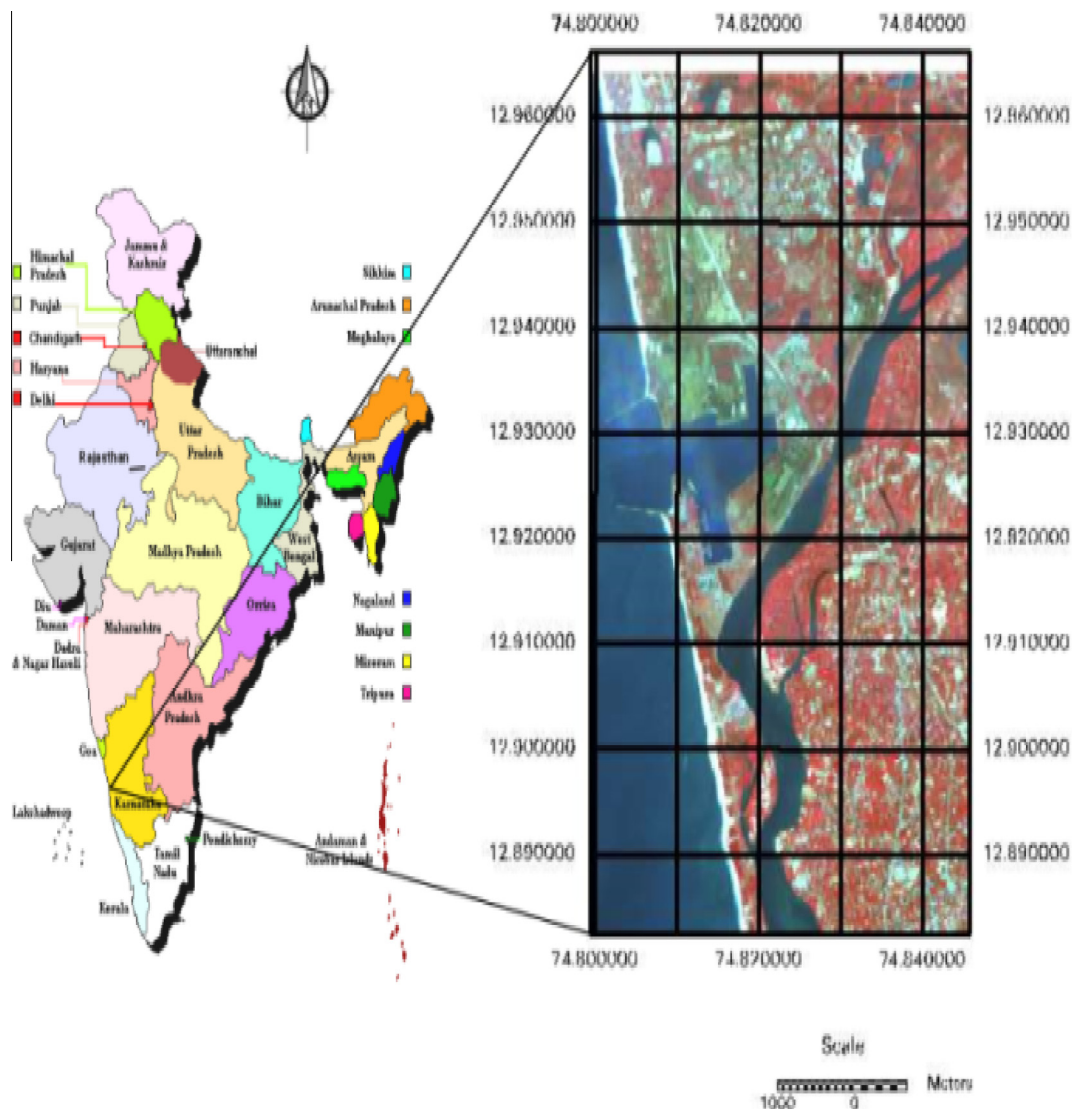 74.800000 74.820000 74.840000
12.960000 12.960000
12.950000 12.950000
12.940000 12.940000
12.930000 12.930000
12.920000 12.920000
12.910000 12.910000
12.900000 12.900000
12.890000 12.890000
74.800000 74.820000 74.840000
Jammu &
Kashmir
Himachal
Pradesh
Punjab
Chandigarh
Haryana
Delhi
Uttaranchal
Sikkim
Arunachal Pradesh
Meghalaya
Uttar
Pradesh
Rajasthan
Bihar
Assam
West
Bengal
Gujarat
Madhya Pradesh
Orrisa
Diu
Daman
Dadra
& Nagar Haveli
Maharashtra
Andhra
Pradesh
Nagaland
Manipur
Mizoram
Tripura
Goa
Karnataka
Lakshadweep
Tamil
Nadu
Pondicherry
Kerala
Andaman &
Nicobar Islands
Scale
Meters
1000 0